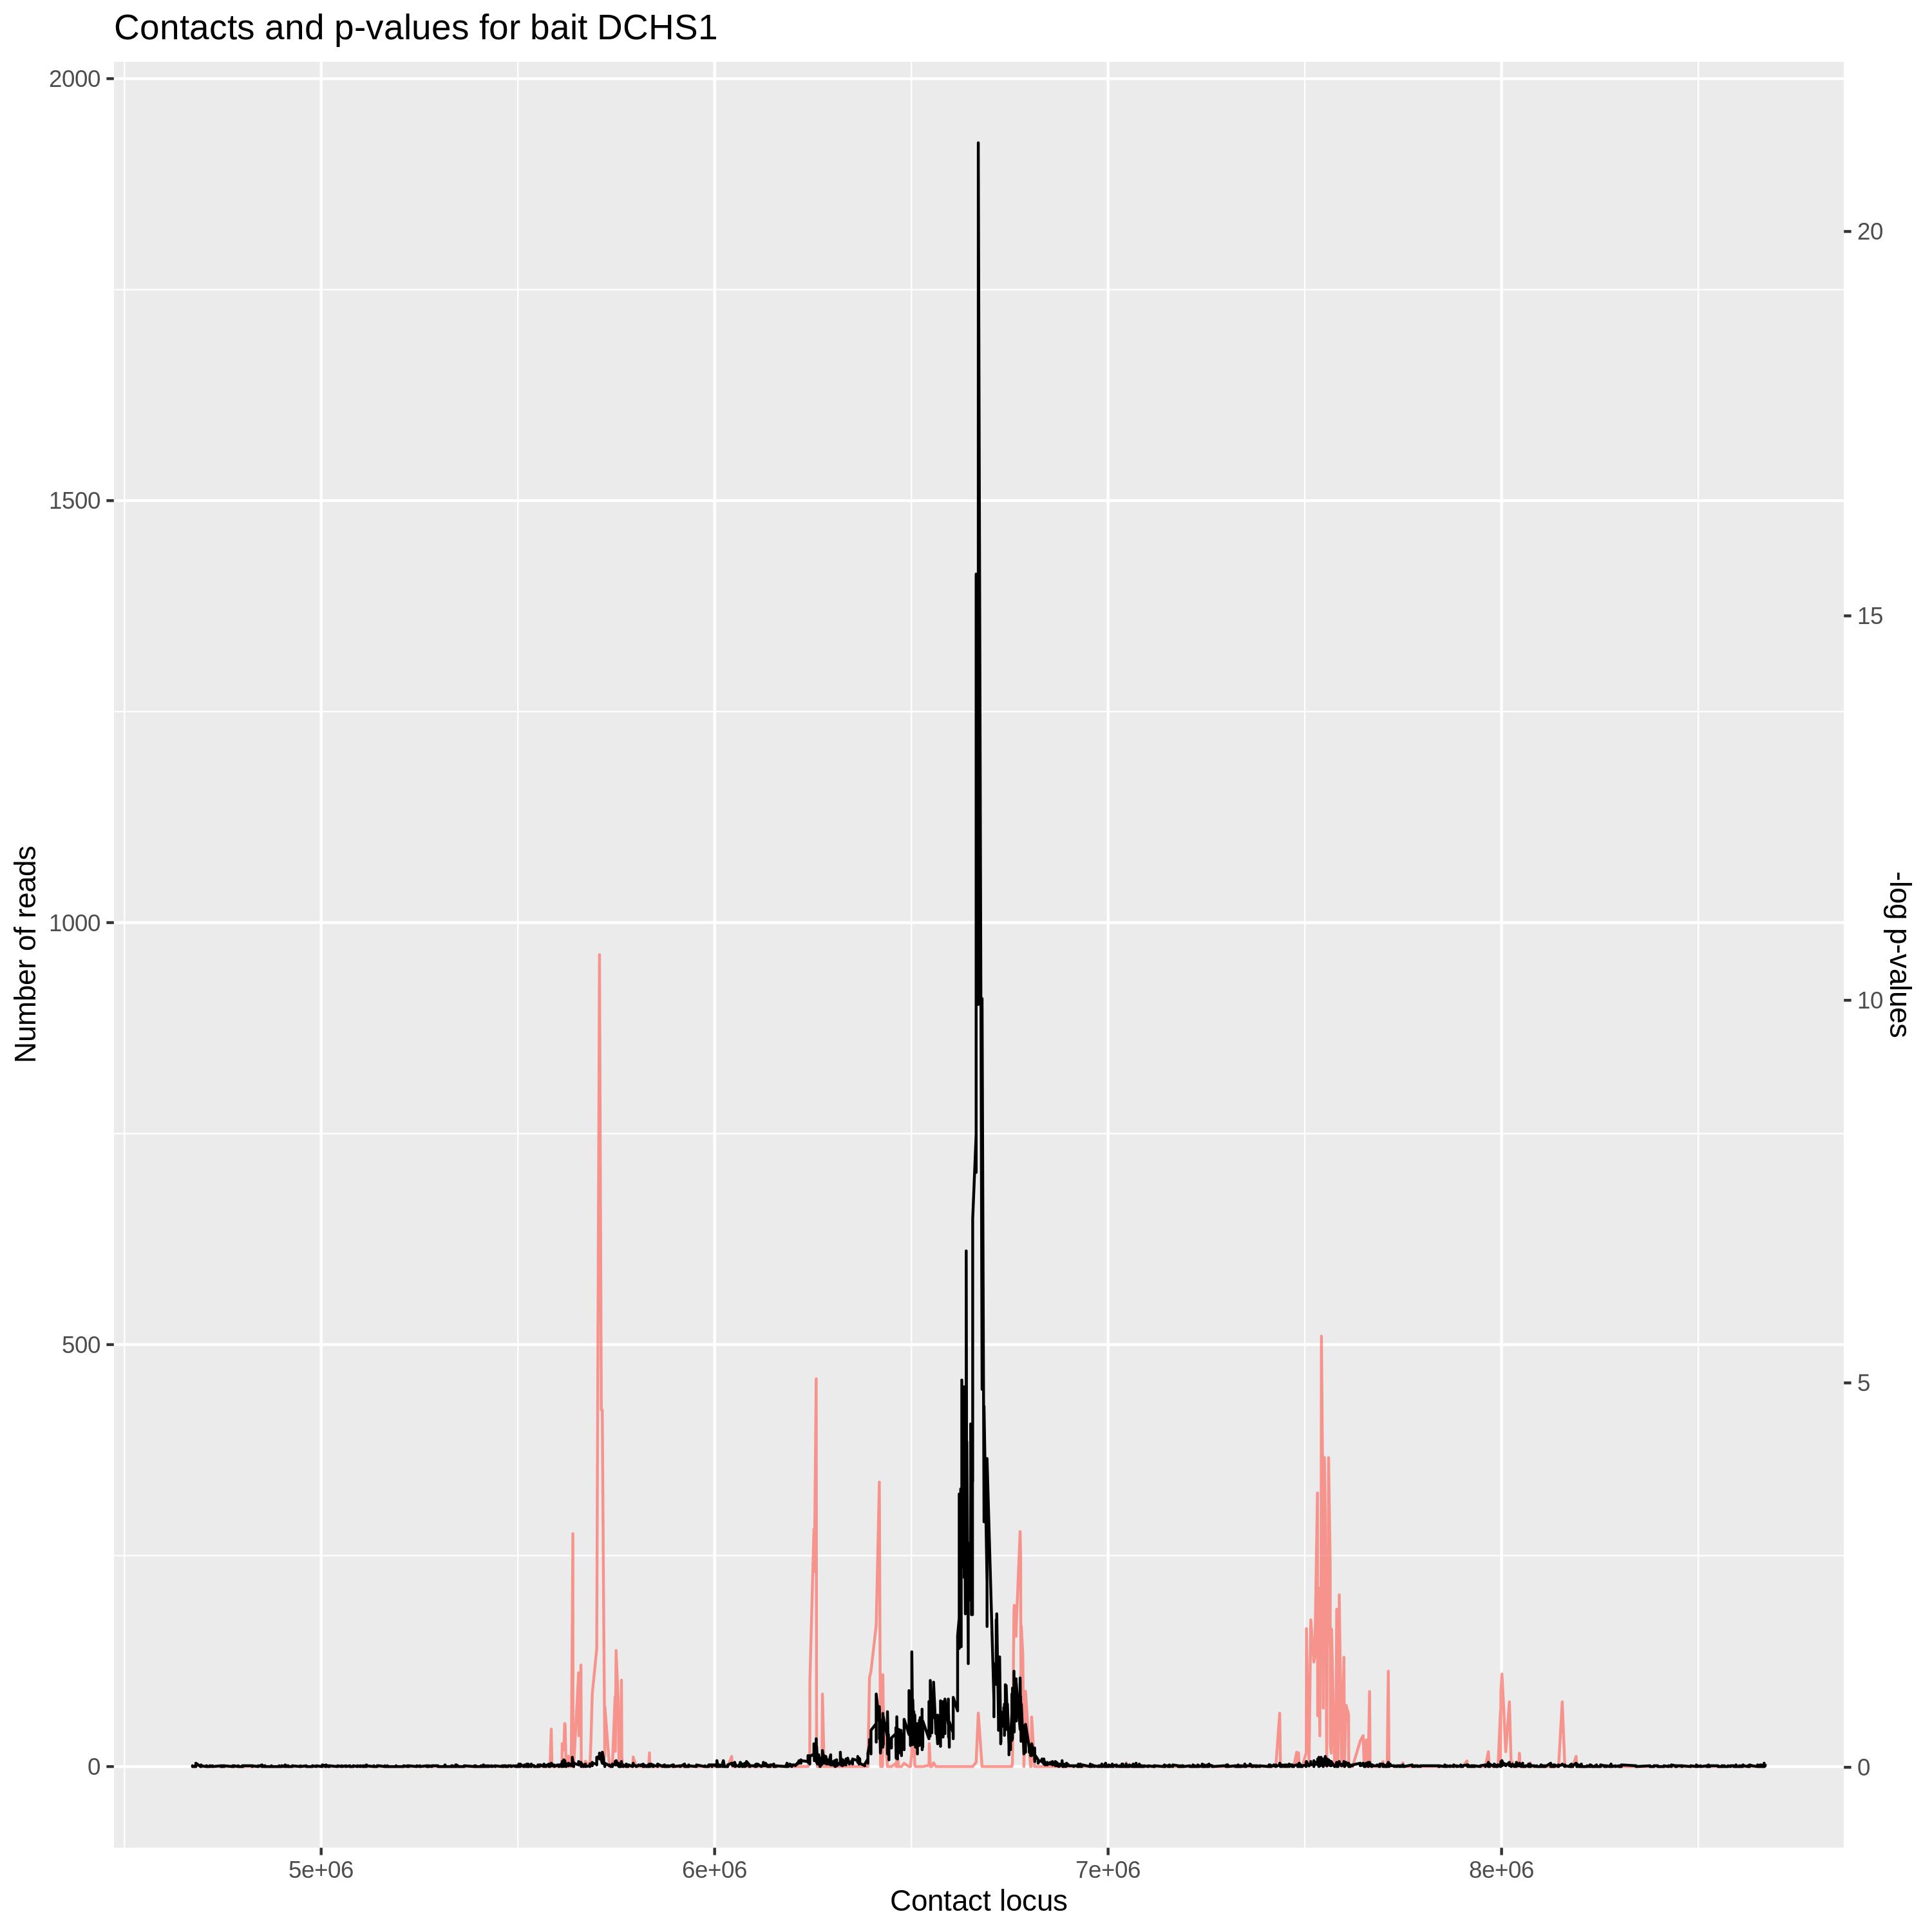 Contacts and p-values for bait DCHS1
2000
1500
1000
500
0
Number of reads
20
15
10
5
0
-log p-values
5e+06
6e+06
7e+06
8e+06
Contact locus